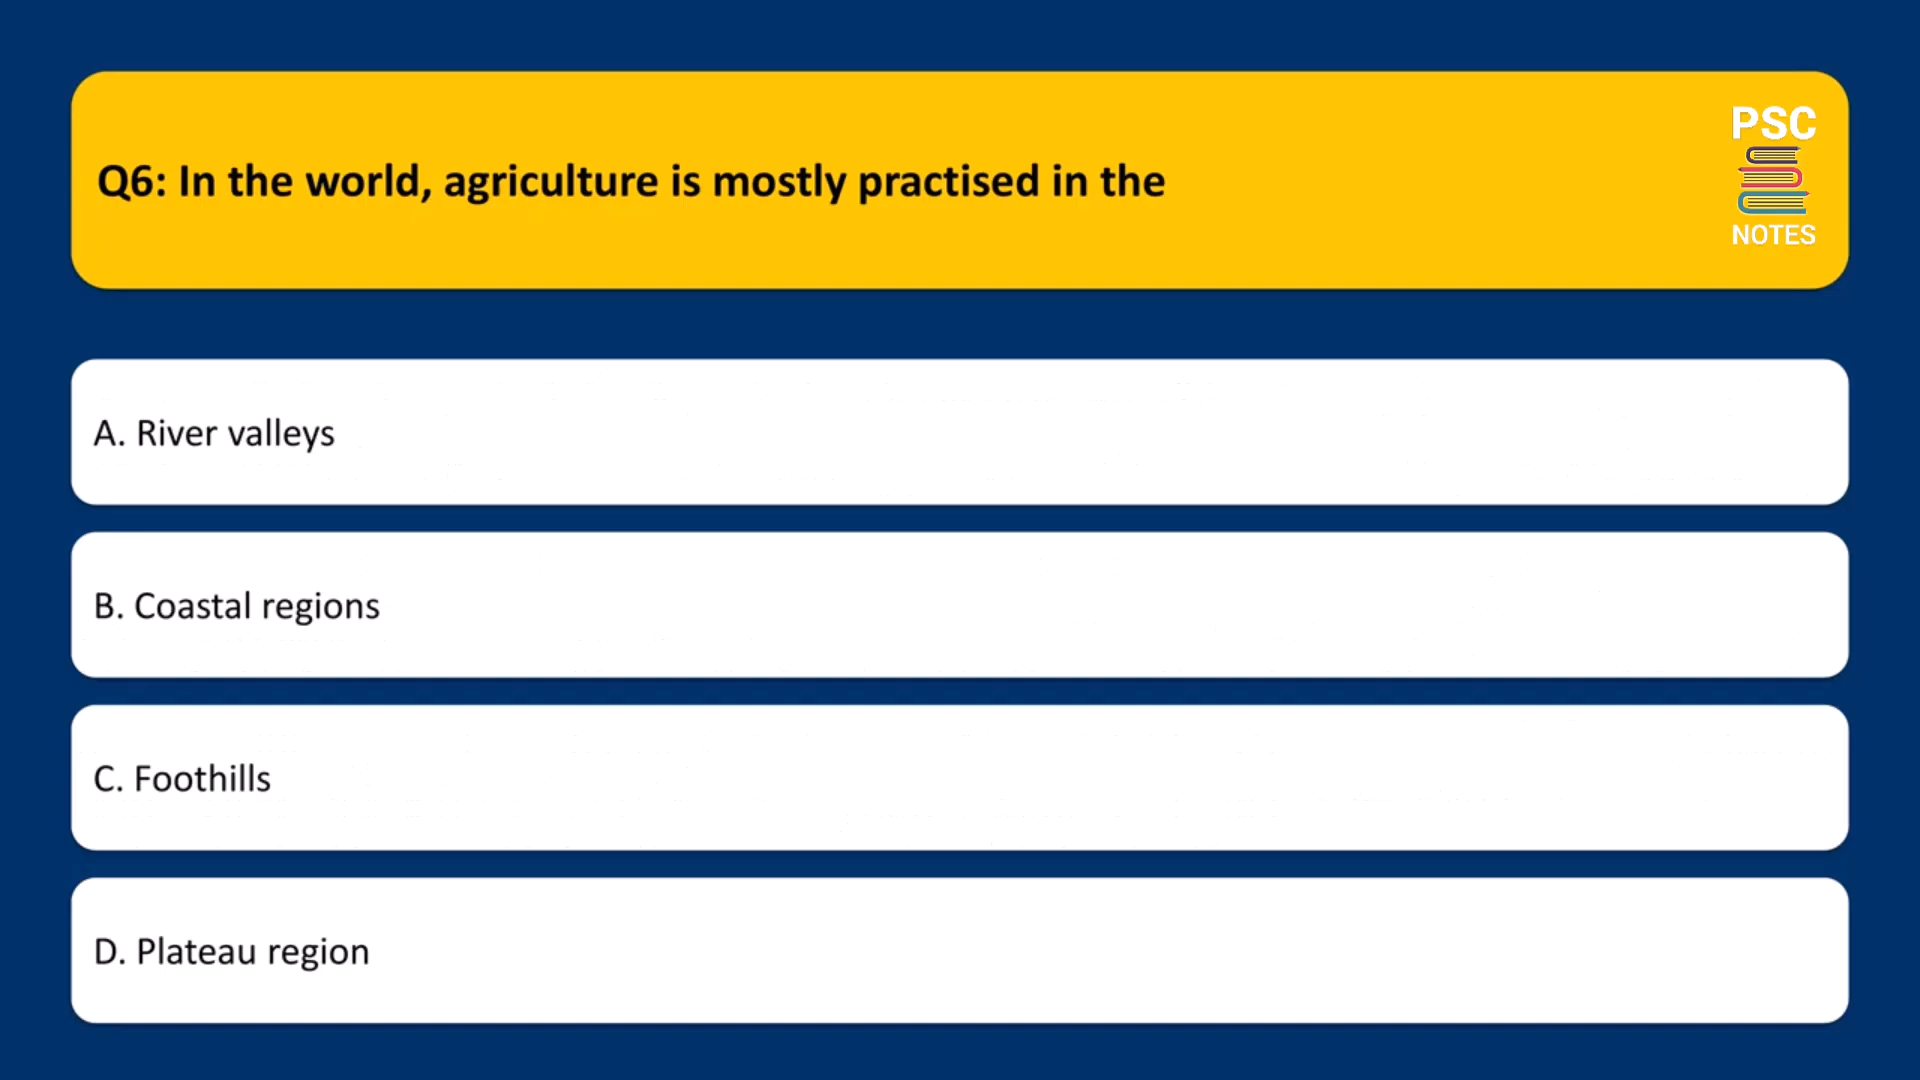 PSC
Q6: In the world, agriculture is mostly practised in the
NOTES
A. River valleys
B. Coastal regions
C. Foothills
D. Plateau region